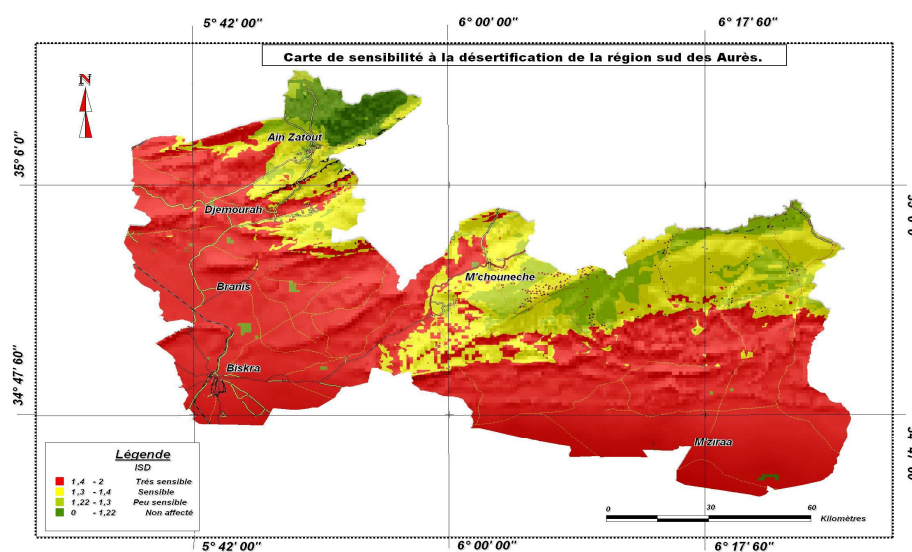 5° 42' 00"
6° 00' 00"
6° 17' 60"
Carte de sensibilité à la désertification de la région sud des Aurès.
N
35° 6' 0"
Ain Zatout
Djemourah
M'chouneche
Branis
Biskra
34° 47' 60"
M'ziraa
Légende
ISD
1,4 - 2 Trés sensible
1,3 - 1,4 Sensible
1,22 - 1,3 Peu sensible
0 - 1,22 Non affecté
0 30 60
Kilomètres
5° 42' 00"
6° 00' 00"
6° 17' 60"